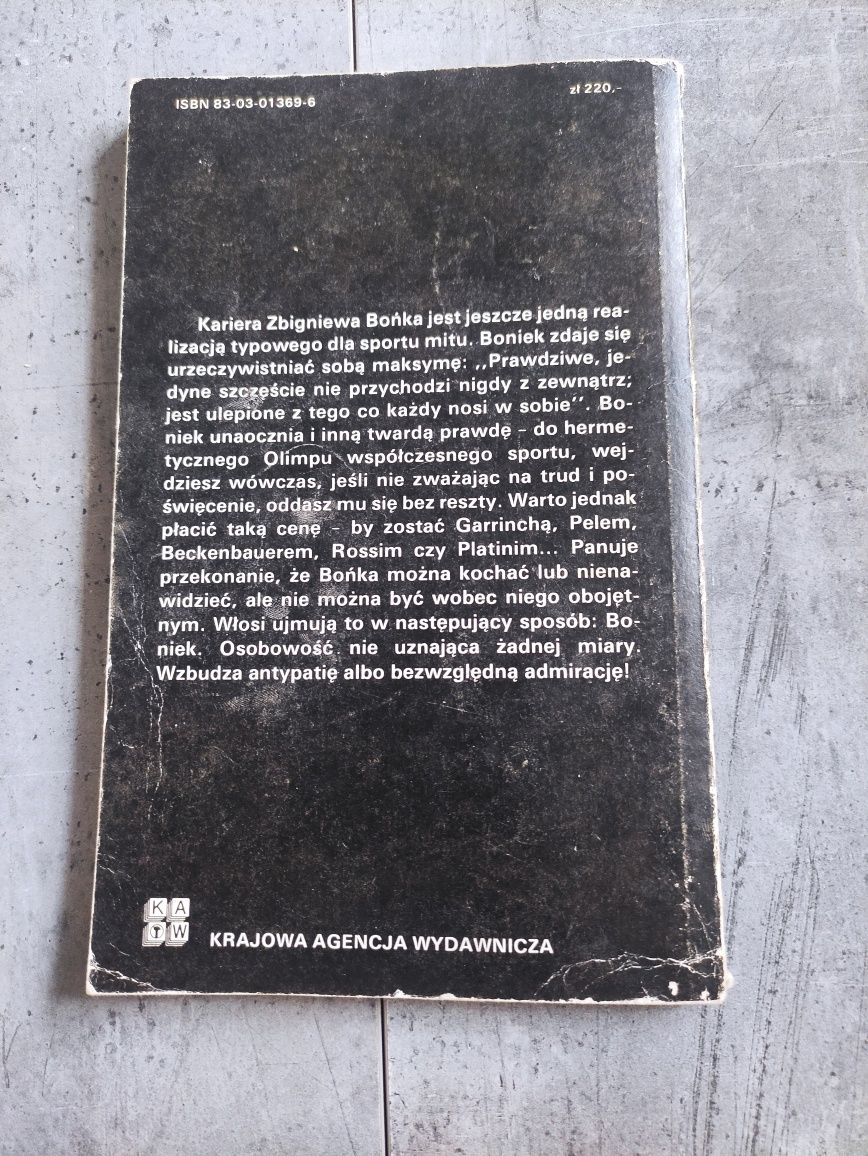 ISBN 83-03-01369-6
zł 220,-
Kariera Zbigniewa Bońka jest jeszcze jedną rea-
lizacją typowego dla sportu mitu. Boniek zdaje się
urzeczywistniać sobą maksymę: ,,Prawdziwe, je-
dyne szczęście nie przychodzi nigdy z zewnątrz;
jest ulepione z tego co każdy nosi w sobie”. Bo-
niek unaocznia i inną twardą prawdę – do herme-
tycznego Olimpu współczesnego sportu, wej-
dziesz wówczas, jeśli nie zważając na trud i po-
święcenie, oddasz mu się bez reszty. Warto jednak
płacić taką cenę – by zostać Garrinchą, Pelem,
Beckenbauerem, Rossim czy Platinim... Panuje
przekonanie, że Bońka można kochać lub niena-
widzieć, ale nie można być wobec niego obojęt-
nym. Włosi ujmują to w następujący sposób: Bo-
niek. Osobowość nie uznająca żadnej miary.
Wzbudza antypatię albo bezwzględną admirację!
K A
W
KRAJOWA AGENCJA WYDAWNICZA